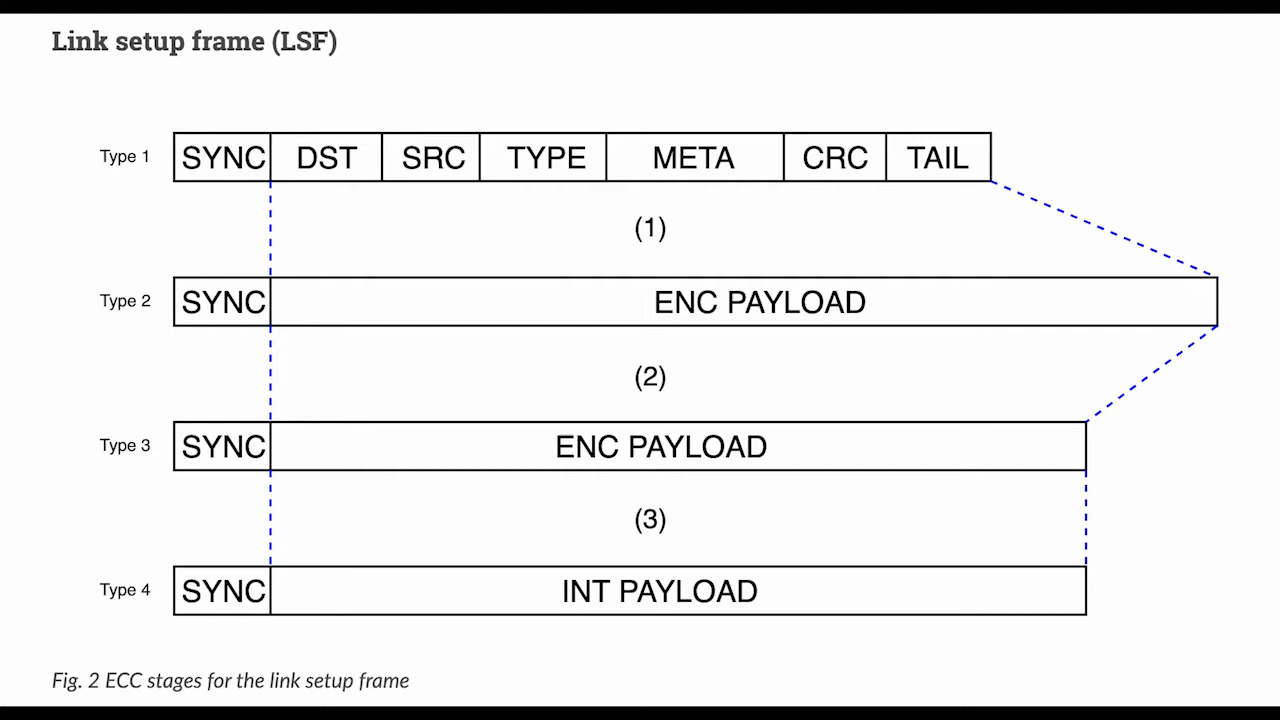 Link setup frame (LSF)
Type 1 SYNC DST SRC TYPE META CRC TAIL
(1)
Type 2 SYNC ENC PAYLOAD
(2)
Type 3 SYNC ENC PAYLOAD
(3)
Type 4 SYNC INT PAYLOAD
Fig. 2 ECC stages for the link setup frame